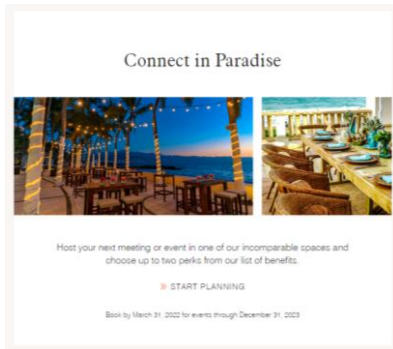 Connect in Paradise
Host your next meeting or event in one of our incomparable spaces and
choose up to two perks from our list of benefits.
» START PLANNING
Book by March 31, 2022 for events through December 31, 2023